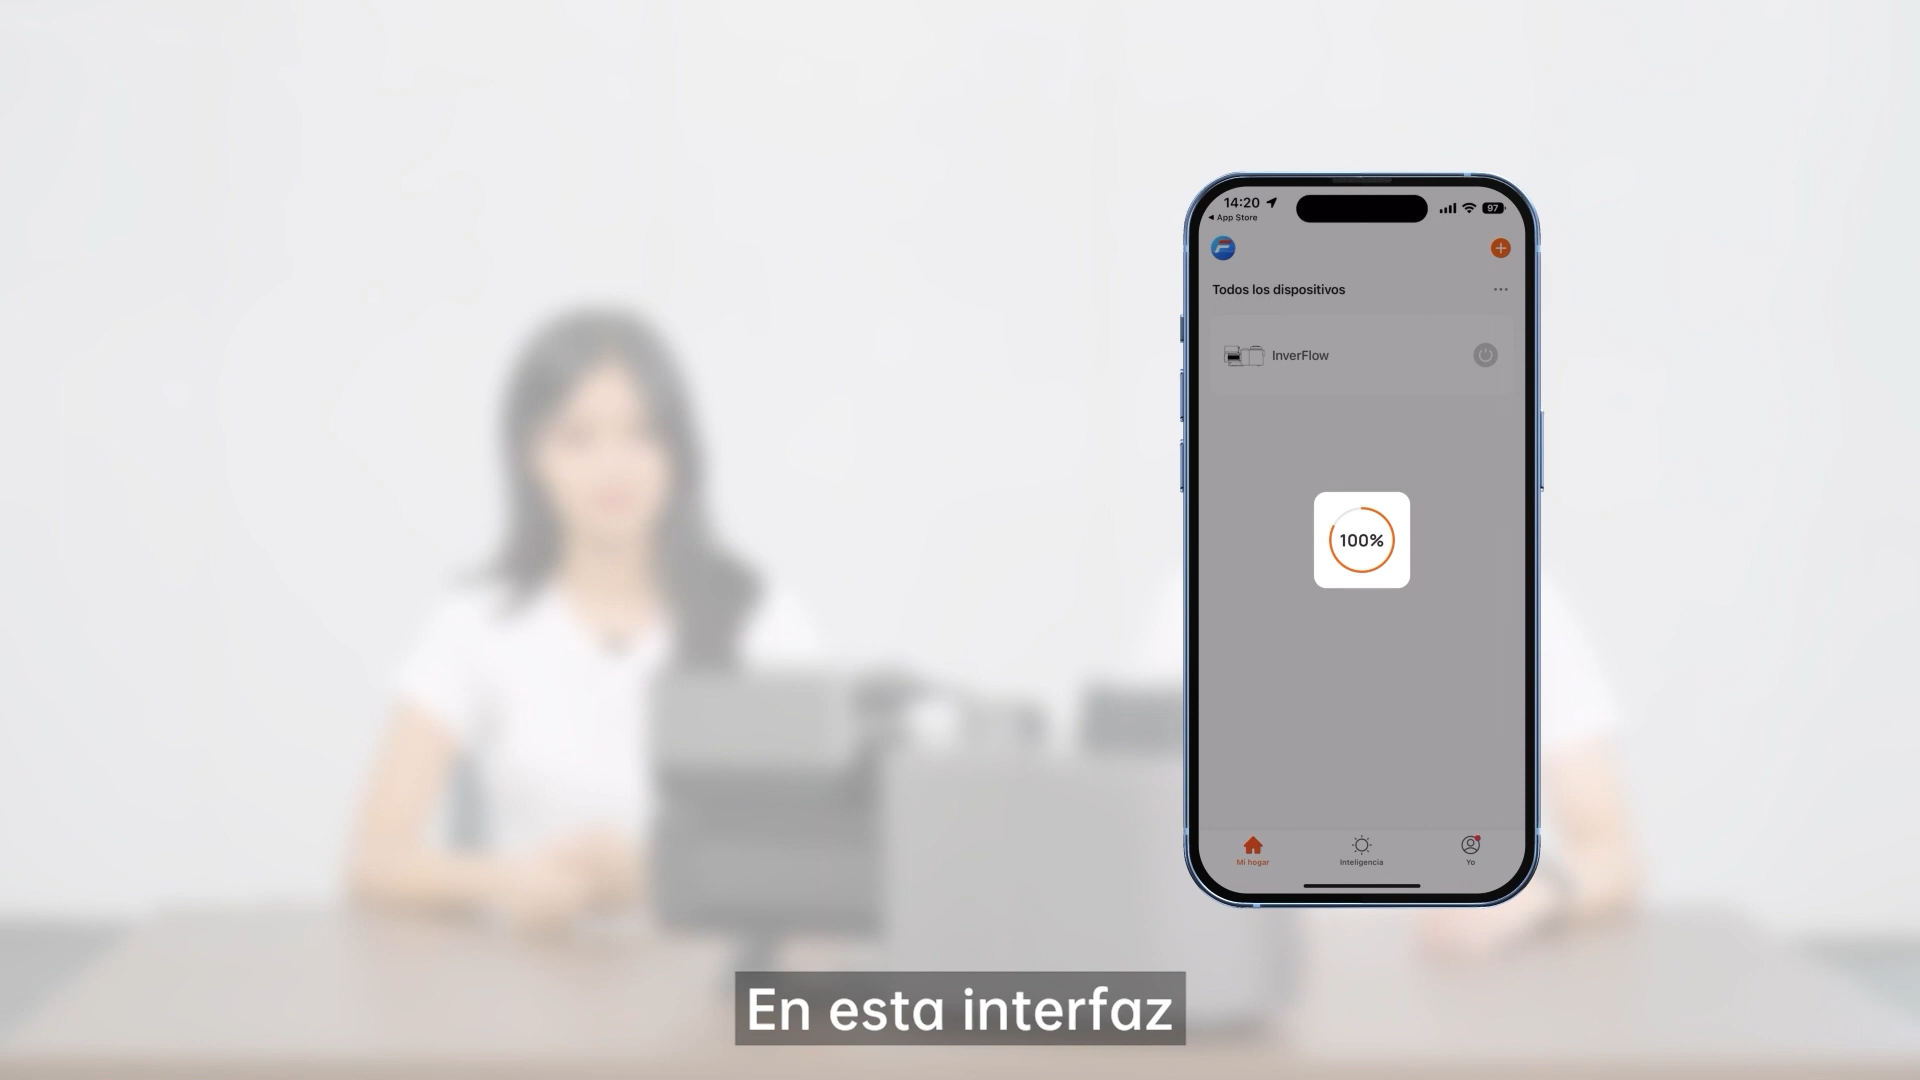 14:20
97
◀ App Store
Todos los dispositivos
InverFlow
100%
Mi hogar
Inteligencia
Yo
En esta interfaz